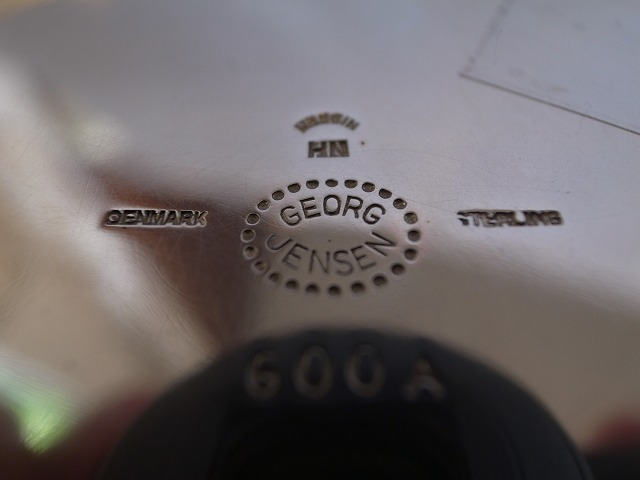 HN
DENMARK
GEORG
JENSEN
STERLING
600A